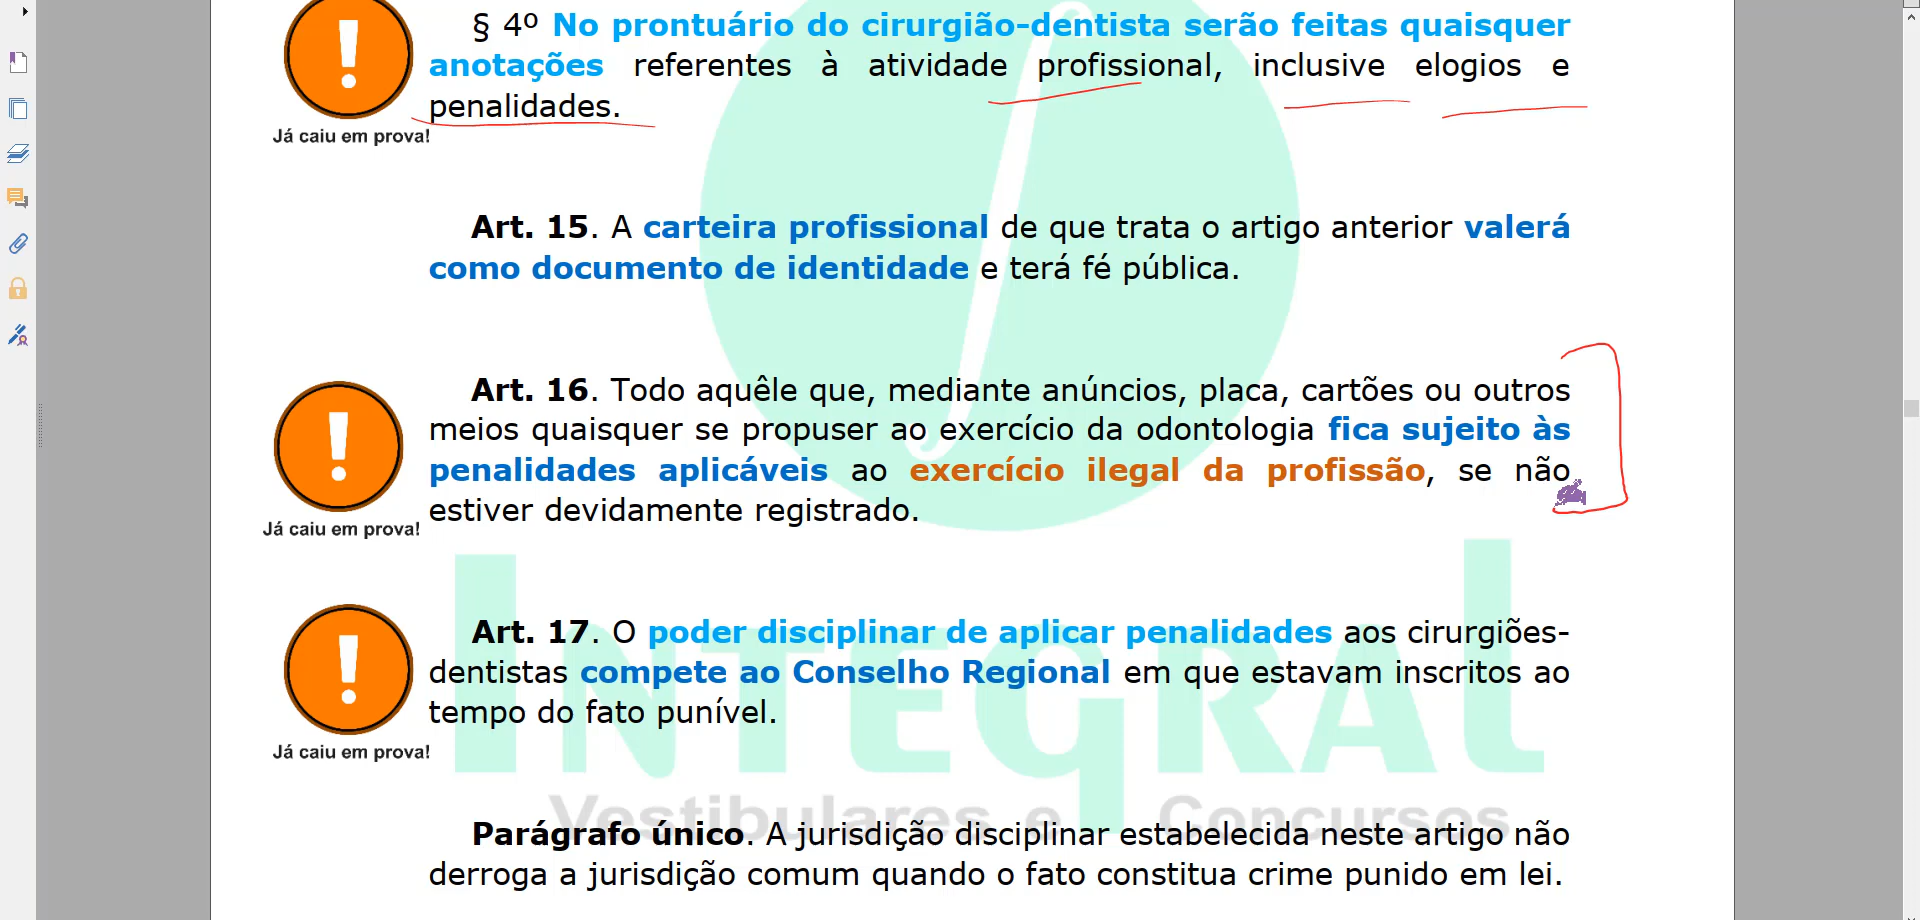 § 4º No prontuário do cirurgião-dentista serão feitas quaisquer
anotações referentes à atividade profissional, inclusive elogios e
penalidades.
Já caiu em prova!
Art. 15. A carteira profissional de que trata o artigo anterior valerá
como documento de identidade e terá fé pública.
Art. 16. Todo aquêle que, mediante anúncios, placa, cartões ou outros
meios quaisquer se propuser ao exercício da odontologia fica sujeito às
penalidades aplicáveis ao exercício ilegal da profissão, se não
estiver devidamente registrado.
Já caiu em prova!
Art. 17. O poder disciplinar de aplicar penalidades aos cirurgiões-
dentistas compete ao Conselho Regional em que estavam inscritos ao
tempo do fato punível.
Já caiu em prova!
INTEGRAL
Vestibulares e Concursos
Parágrafo único. A jurisdição disciplinar estabelecida neste artigo não
derroga a jurisdição comum quando o fato constitua crime punido em lei.